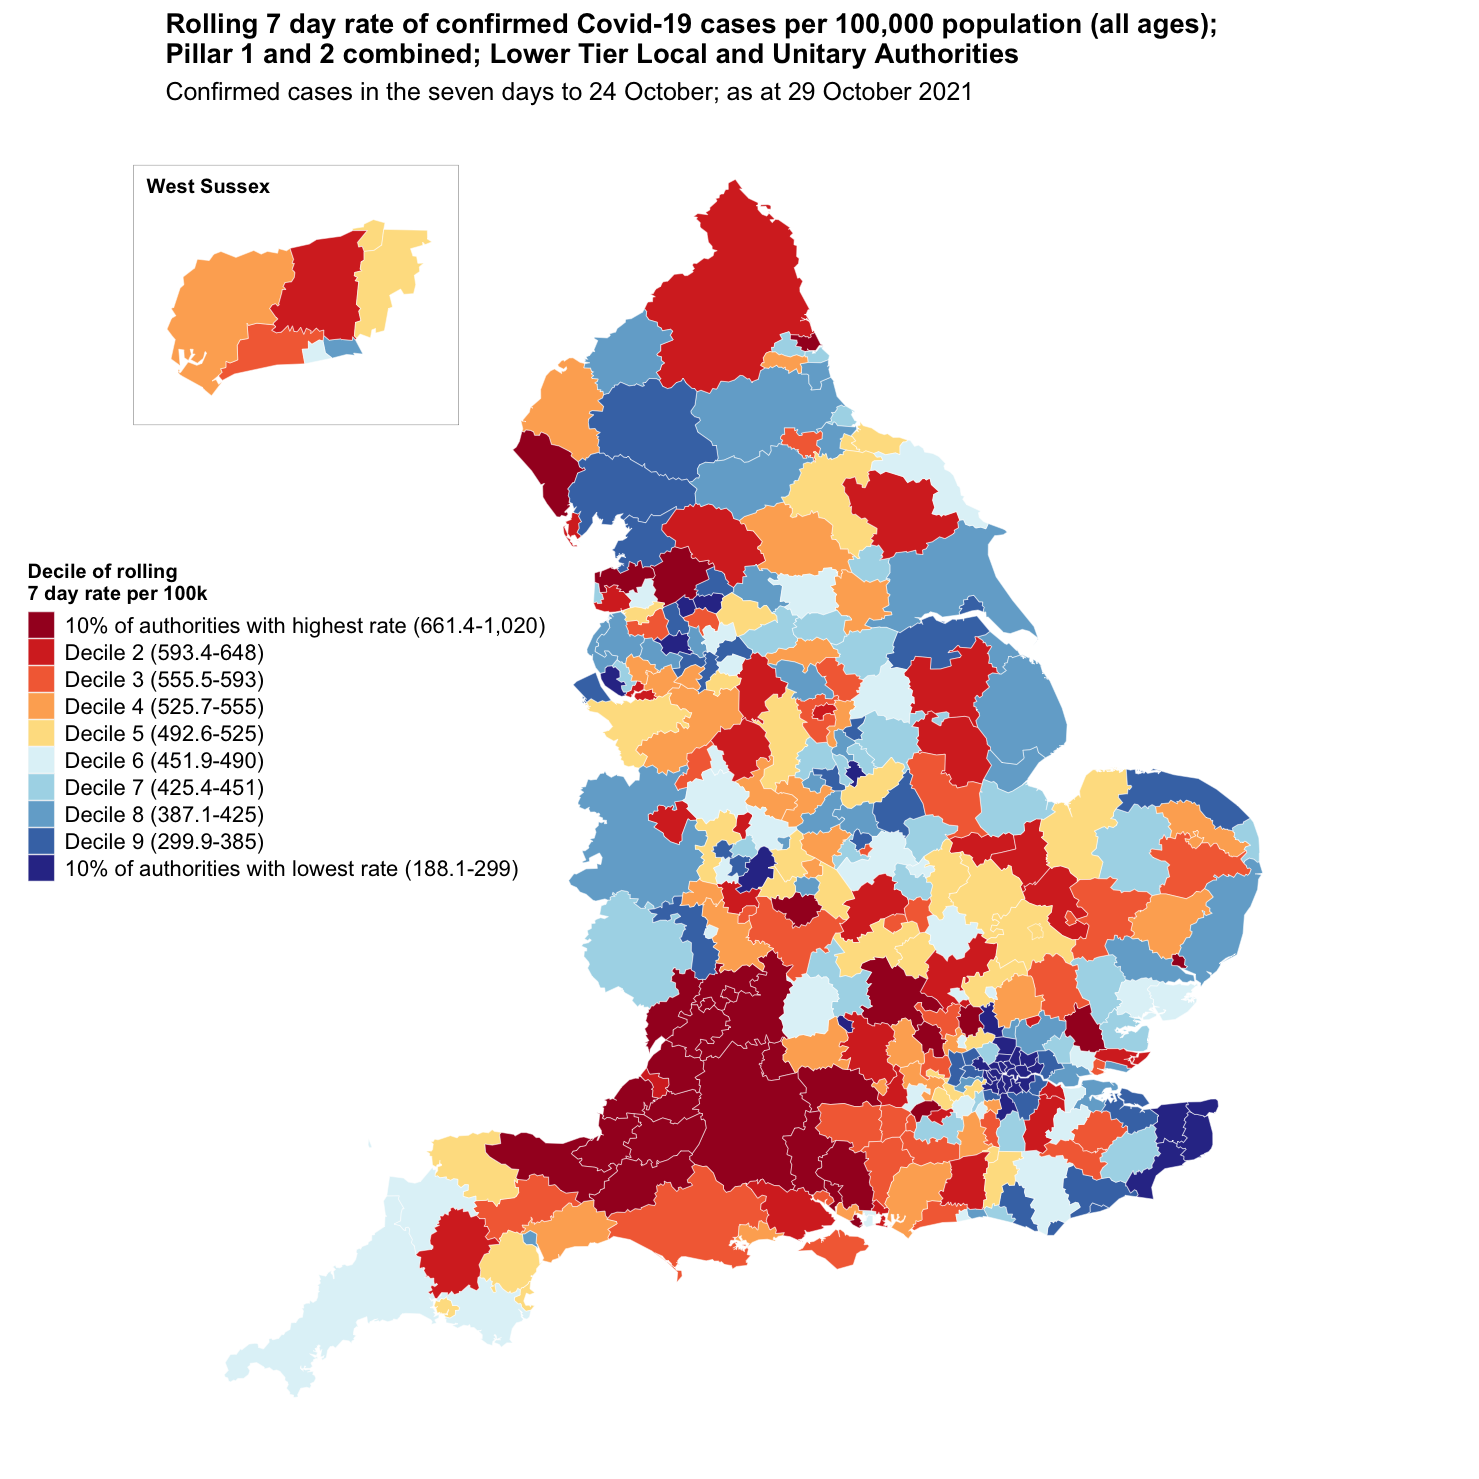 Rolling 7 day rate of confirmed Covid-19 cases per 100,000 population (all ages);
Pillar 1 and 2 combined; Lower Tier Local and Unitary Authorities
Confirmed cases in the seven days to 24 October; as at 29 October 2021
West Sussex
Decile of rolling
7 day rate per 100k
10% of authorities with highest rate (661.4-1,020)
Decile 2 (593.4-648)
Decile 3 (555.5-593)
Decile 4 (525.7-555)
Decile 5 (492.6-525)
Decile 6 (451.9-490)
Decile 7 (425.4-451)
Decile 8 (387.1-425)
Decile 9 (299.9-385)
10% of authorities with lowest rate (188.1-299)